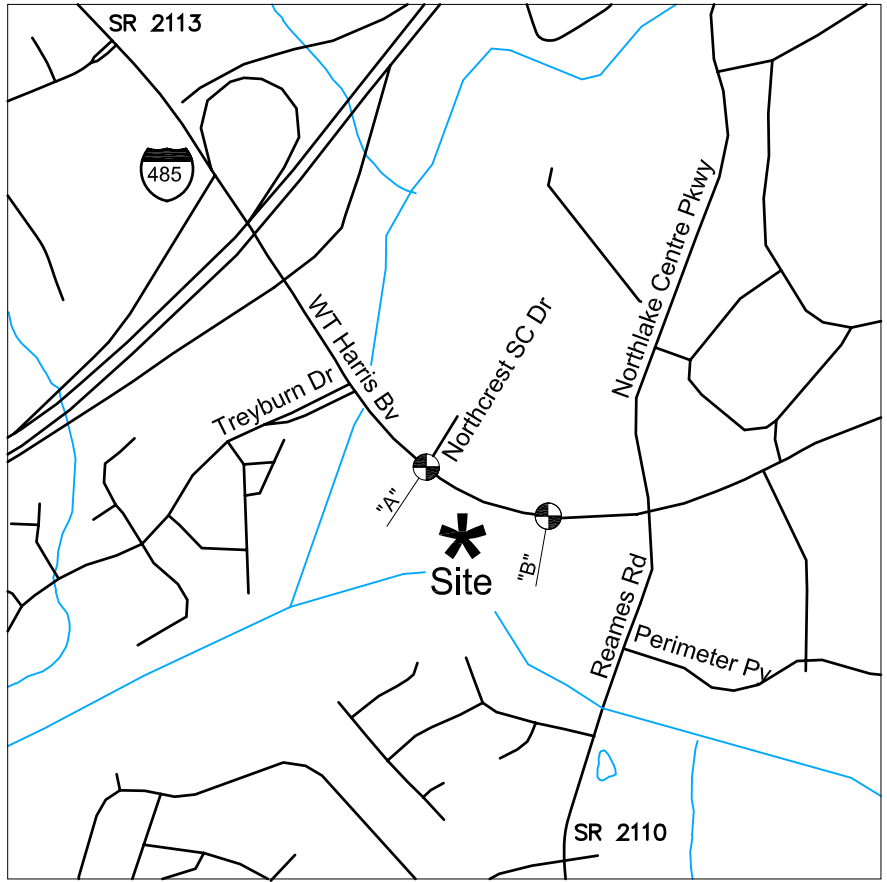 SR 2113
485
Northlake Centre Pkwy
WT Harris Bv
Northcrest SC Dr
Treyburn Dr
"A"
"B"
Site
Reames Rd
Perimeter Py
SR 2110